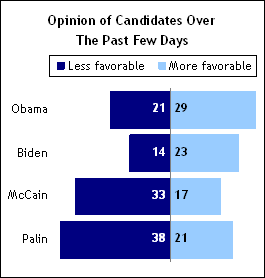 Opinion of Candidates Over
The Past Few Days
Less favorable More favorable
Obama 21 29
Biden 14 23
McCain 33 17
Palin 38 21